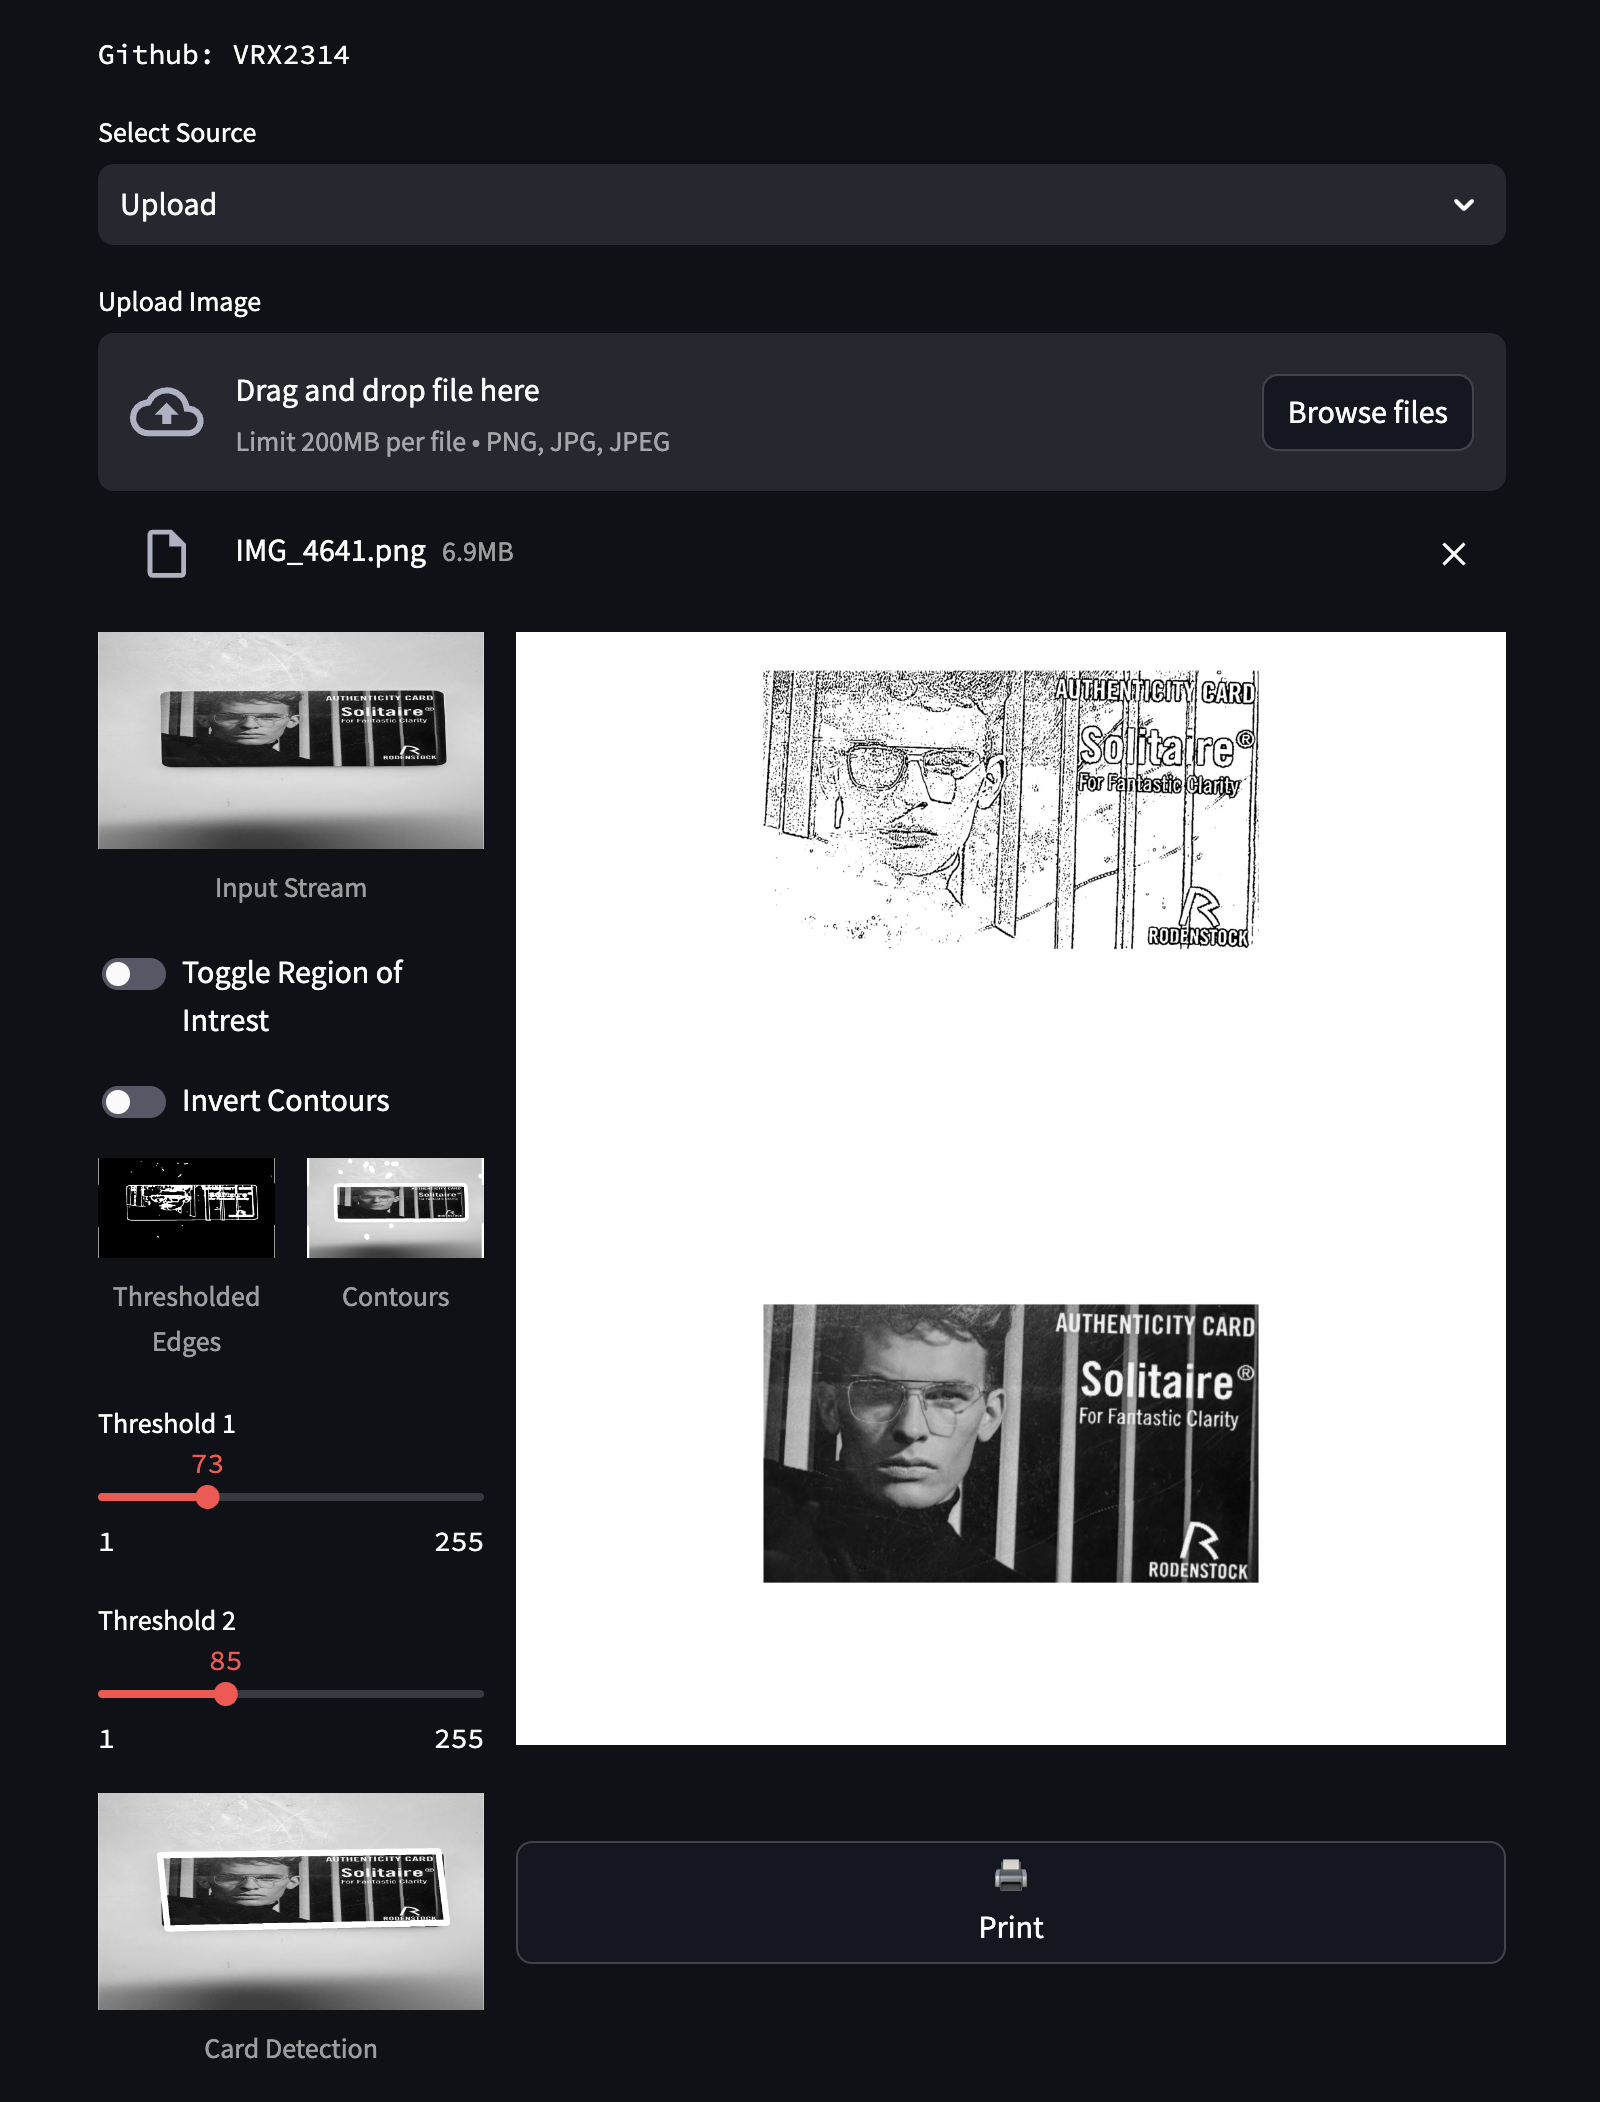 Github: VRX2314
Select Source
Upload
Upload Image
Drag and drop file here
Limit 200MB per file • PNG, JPG, JPEG
Browse files
IMG_4641.png 6.9MB
AUTHENTICITY CARD
Solitaire®
For Fantastic Clarity
RODENSTOCK
Input Stream
Toggle Region of
Intrest
Invert Contours
Solitaire
Thresholded
Edges
Contours
Threshold 1
73
1 255
Threshold 2
85
1 255
AUTHENTICITY CARD
Solitaire®
For Fantastic Clarity
RODENSTOCK
Card Detection
AUTHENTICITY CARD
Solitaire®
For Fantastic Clarity
RODENSTOCK
AUTHENTICITY CARD
Solitaire®
For Fantastic Clarity
RODENSTOCK
Print